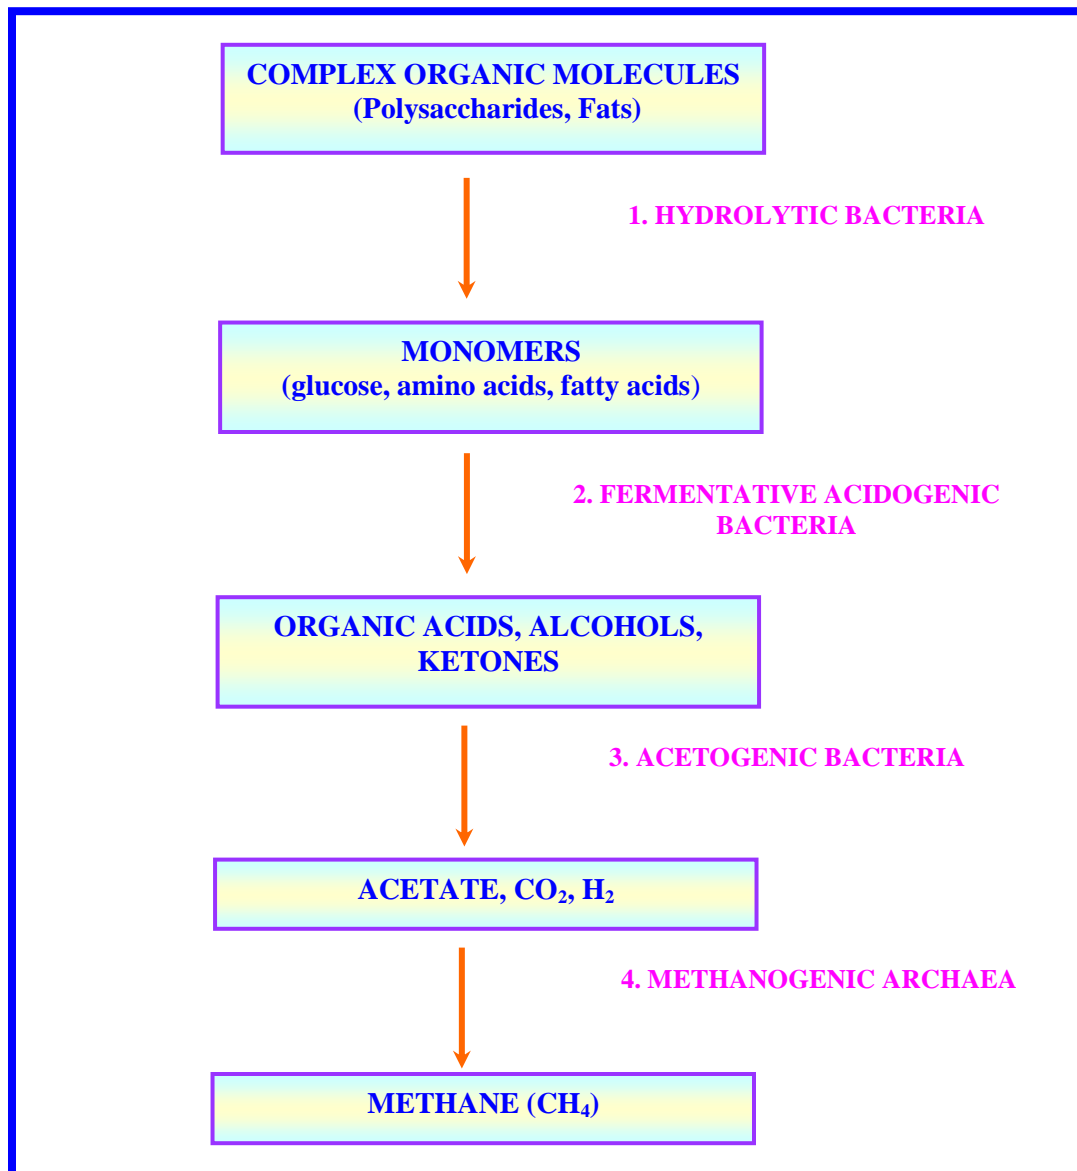 COMPLEX ORGANIC MOLECULES
(Polysaccharides, Fats)
1. HYDROLYTIC BACTERIA
MONOMERS
(glucose, amino acids, fatty acids)
2. FERMENTATIVE ACIDOGENIC
BACTERIA
ORGANIC ACIDS, ALCOHOLS,
KETONES
3. ACETOGENIC BACTERIA
ACETATE, CO₂, H₂
4. METHANOGENIC ARCHAEA
METHANE (CH₄)